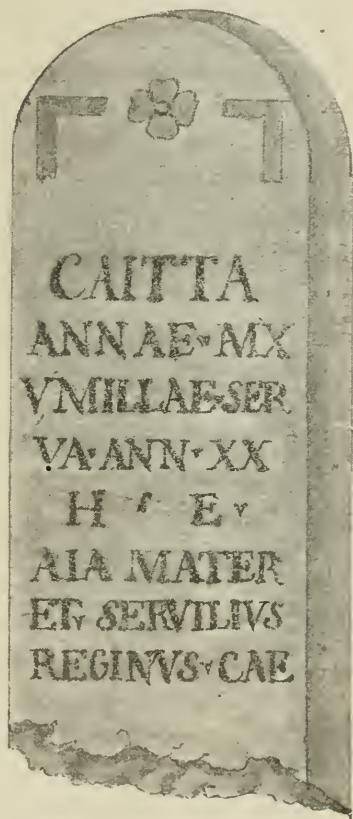 CAITTA
ANNAE▾MX
VMILLAE▾SER
VA▾ANN▾XX
H ▾ E ▾
AIA MATER
ET▾ SERVILIVS
REGINVS▾CAE